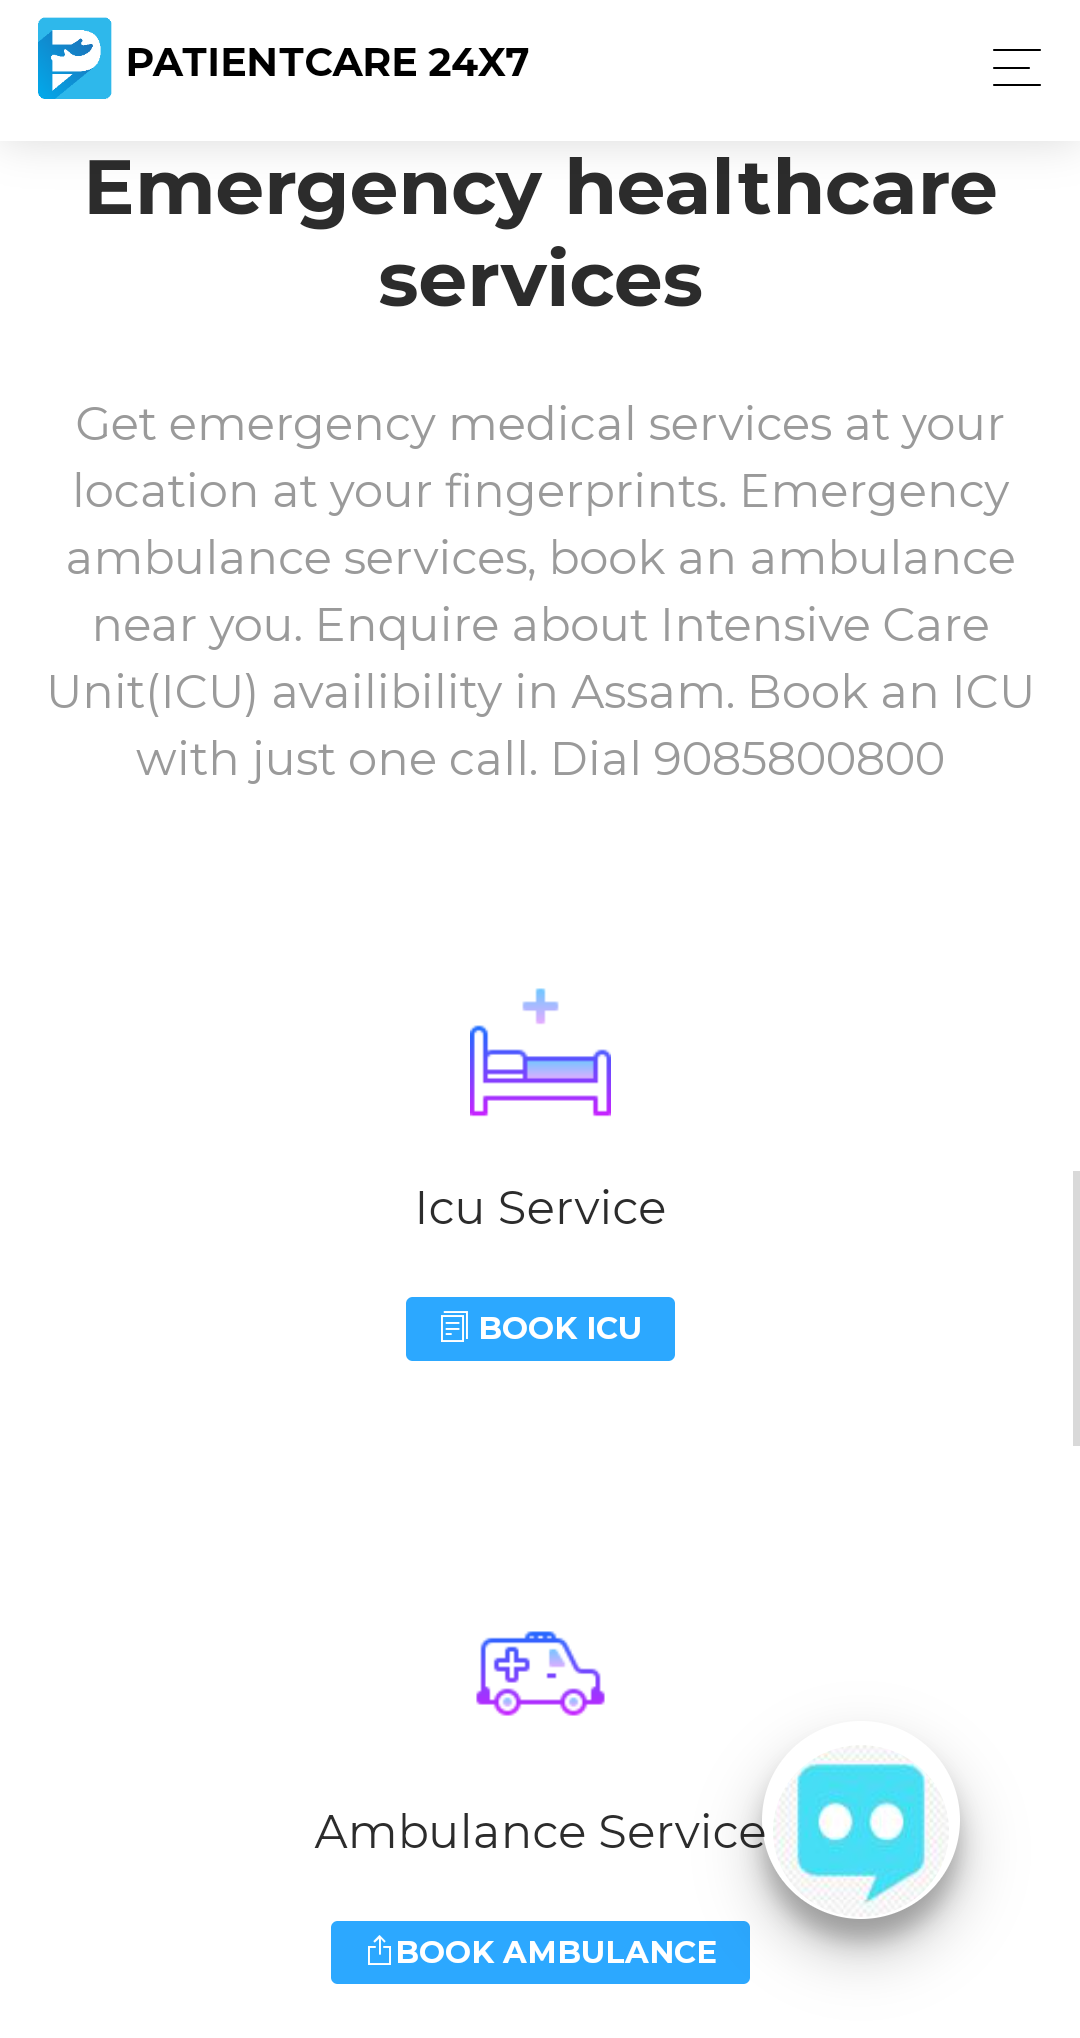 PATIENTCARE 24X7
Emergency healthcare
services
Get emergency medical services at your
location at your fingerprints. Emergency
ambulance services, book an ambulance
near you. Enquire about Intensive Care
Unit(ICU) availibility in Assam. Book an ICU
with just one call. Dial 9085800800
Icu Service
BOOK ICU
Ambulance Service
BOOK AMBULANCE